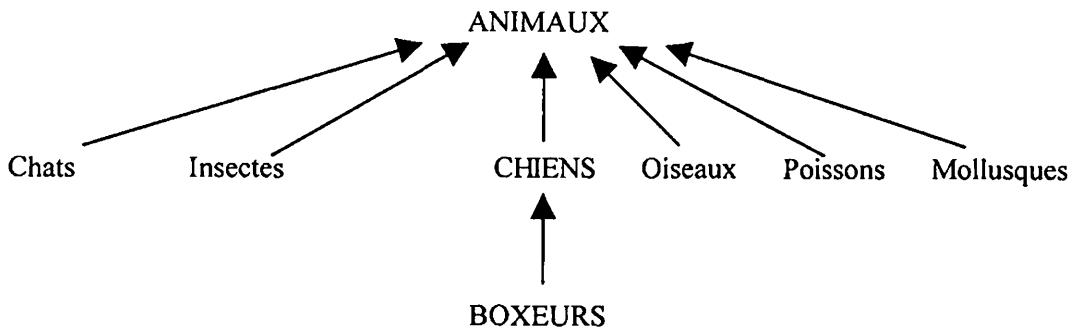 ANIMAUX
Chats Insectes CHIENS Oiseaux Poissons Mollusques
BOXEURS